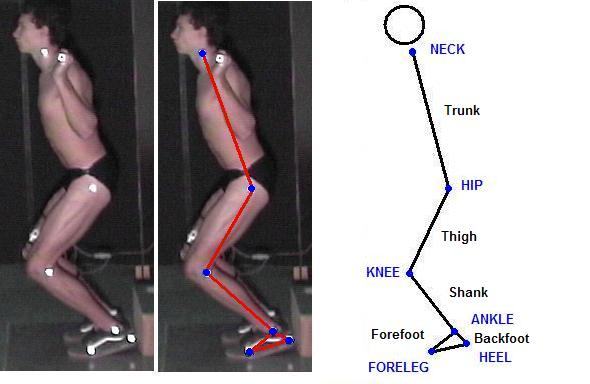 NECK
Trunk
HIP
Thigh
KNEE
Shank
ANKLE
Forefoot
Backfoot
HEEL
FORELEG